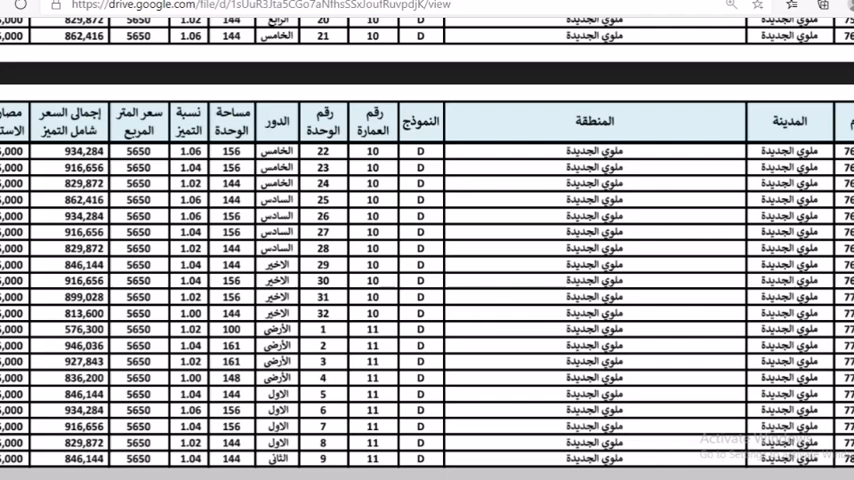 https://drive.google.com/file/d/1sUuR3Jta5CGo7aNfhsSSxJoufRuvpdjK/view
ملوي الجديدة ملوي الجديدة D 10 20 الرابع 144 1.02 5650 829,872
ملوي الجديدة ملوي الجديدة D 10 21 الخامس 144 1.06 5650 862,416
المدينة المنطقة النموذج رقم العمارة رقم الوحدة الدور مساحة الوحدة نسبة التميز سعر المتر المربع إجمالى السعر شامل التميز
ملوي الجديدة ملوي الجديدة D 10 22 الخامس 156 1.06 5650 934,284
ملوي الجديدة ملوي الجديدة D 10 23 الخامس 156 1.04 5650 916,656
ملوي الجديدة ملوي الجديدة D 10 24 الخامس 144 1.02 5650 829,872
ملوي الجديدة ملوي الجديدة D 10 25 السادس 144 1.06 5650 862,416
ملوي الجديدة ملوي الجديدة D 10 26 السادس 156 1.06 5650 934,284
ملوي الجديدة ملوي الجديدة D 10 27 السادس 156 1.04 5650 916,656
ملوي الجديدة ملوي الجديدة D 10 28 السادس 144 1.02 5650 829,872
ملوي الجديدة ملوي الجديدة D 10 29 الاخير 144 1.04 5650 846,144
ملوي الجديدة ملوي الجديدة D 10 30 الاخير 156 1.04 5650 916,656
ملوي الجديدة ملوي الجديدة D 10 31 الاخير 156 1.02 5650 899,028
ملوي الجديدة ملوي الجديدة D 10 32 الاخير 144 1.00 5650 813,600
ملوي الجديدة ملوي الجديدة D 11 1 الأرضى 100 1.02 5650 576,300
ملوي الجديدة ملوي الجديدة D 11 2 الأرضى 161 1.04 5650 946,036
ملوي الجديدة ملوي الجديدة D 11 3 الأرضى 161 1.02 5650 927,843
ملوي الجديدة ملوي الجديدة D 11 4 الأرضى 148 1.00 5650 836,200
ملوي الجديدة ملوي الجديدة D 11 5 الاول 144 1.04 5650 846,144
ملوي الجديدة ملوي الجديدة D 11 6 الاول 156 1.06 5650 934,284
ملوي الجديدة ملوي الجديدة D 11 7 الاول 156 1.04 5650 916,656
ملوي الجديدة ملوي الجديدة D 11 8 الاول 144 1.02 5650 829,872
ملوي الجديدة ملوي الجديدة D 11 9 الثانى 144 1.04 5650 846,144